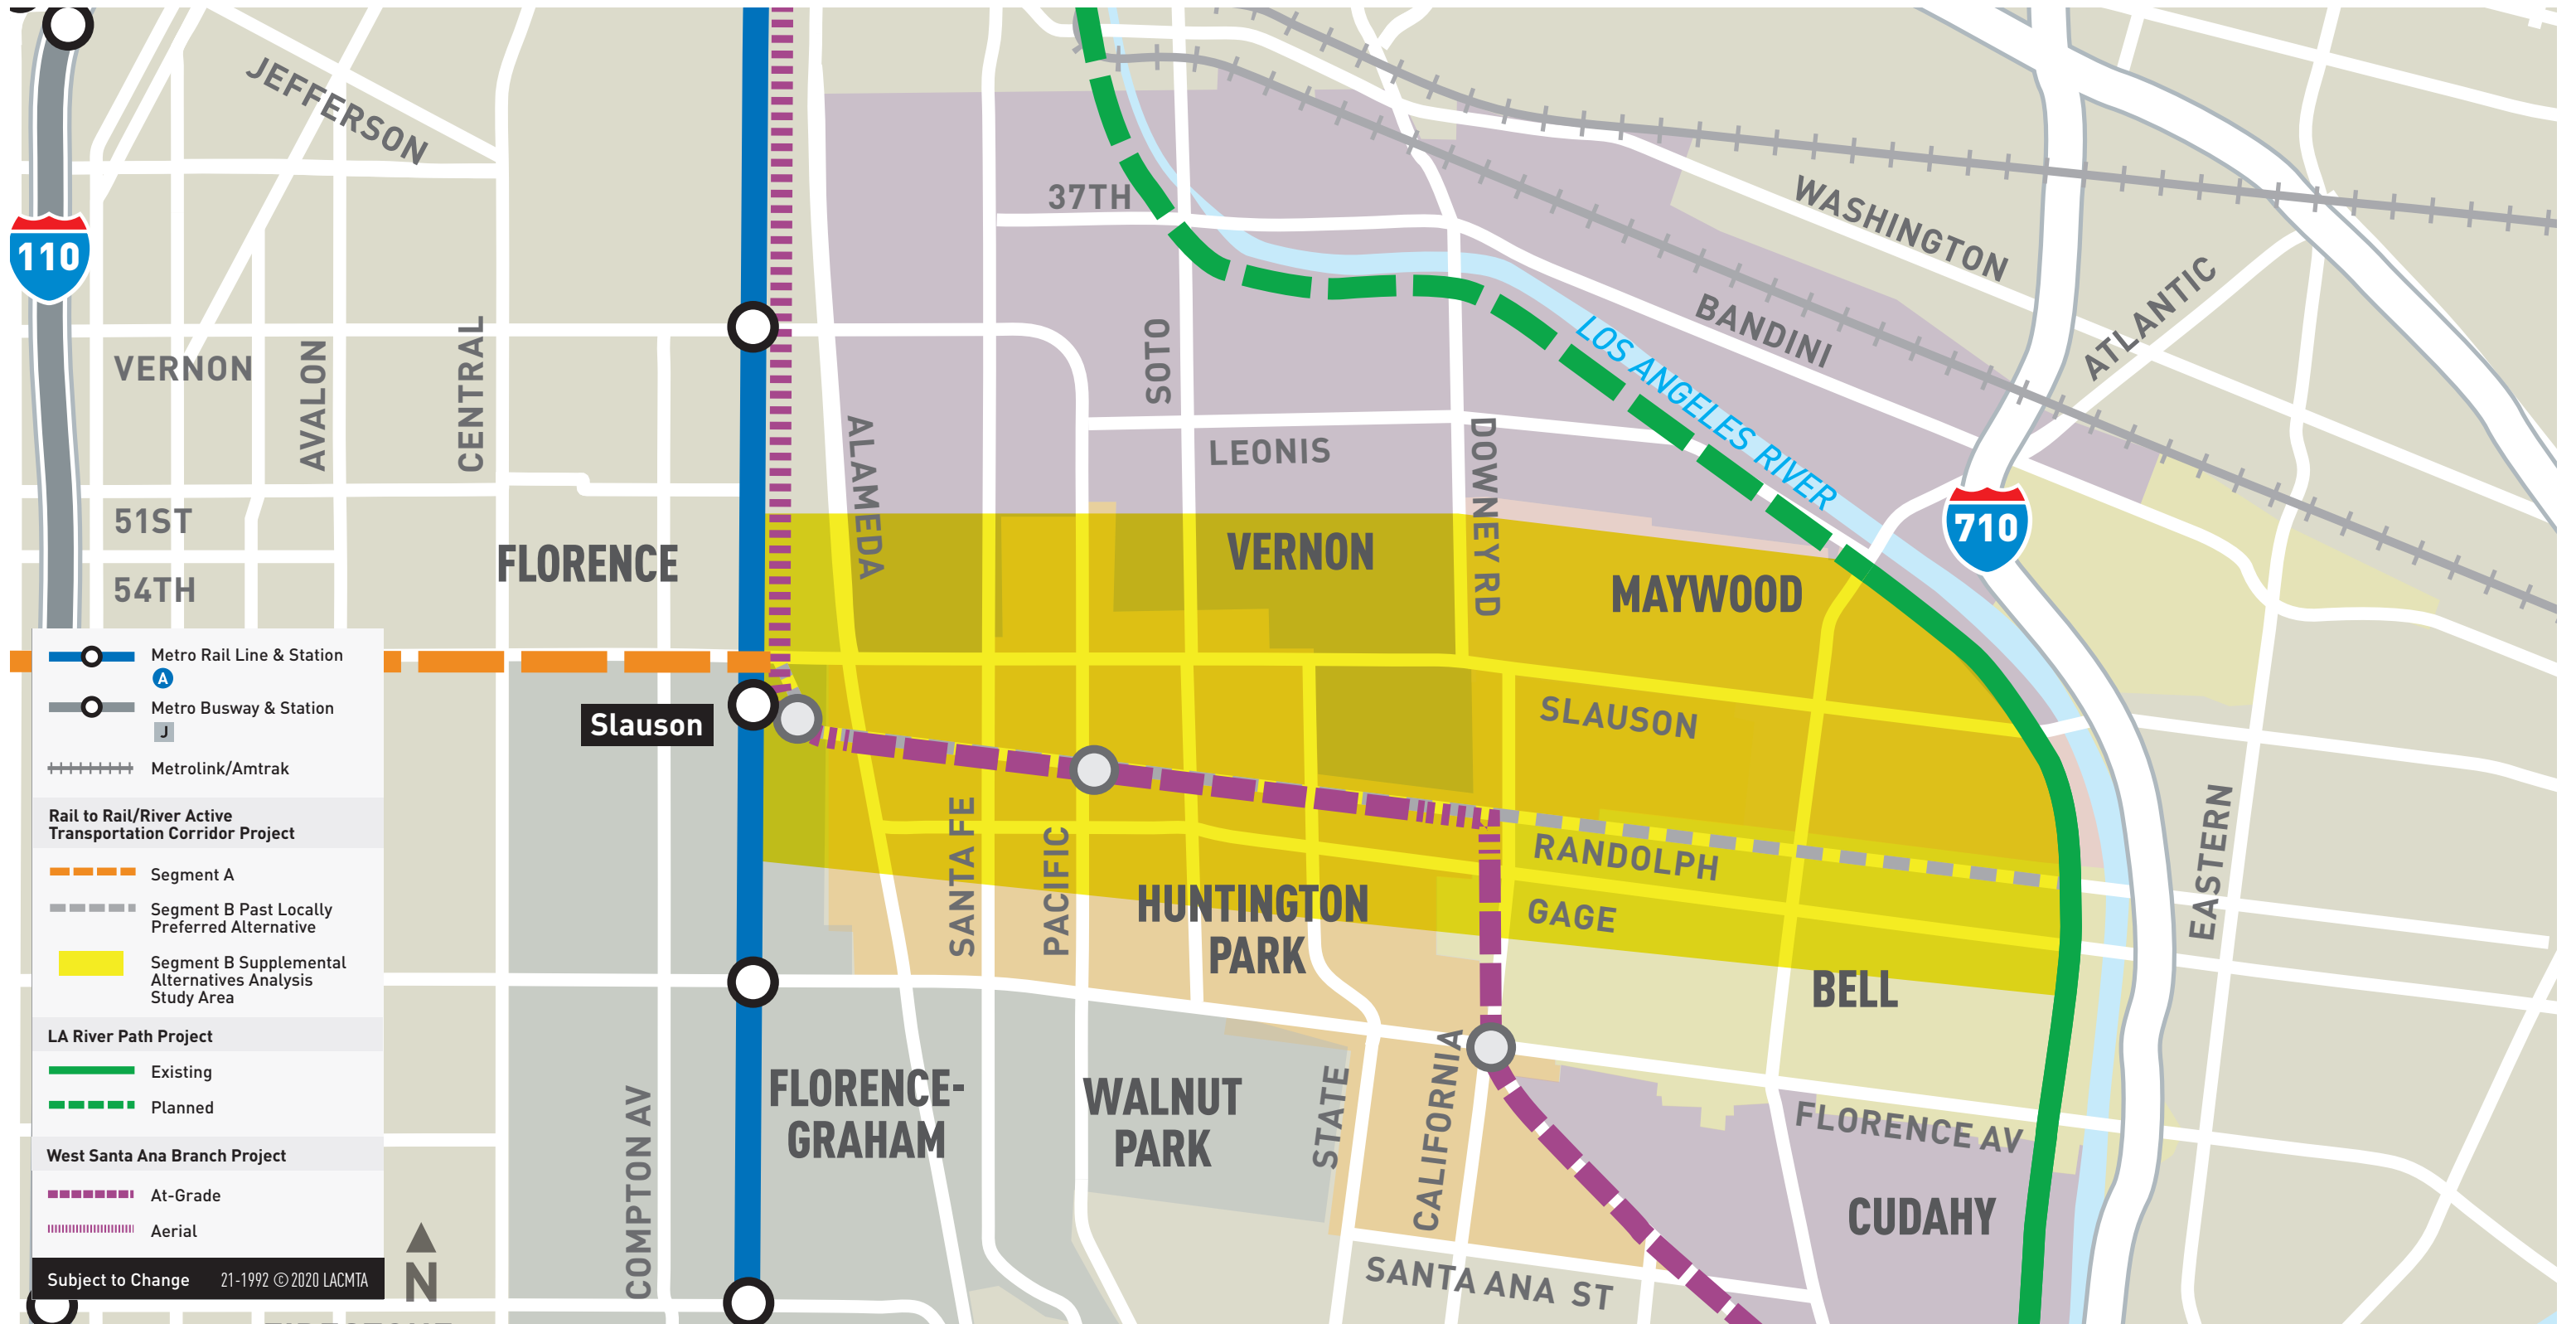 JEFFERSON
110
37TH
WASHINGTON
ATLANTIC
BANDINI
LOS ANGELES RIVER
VERNON
AVALON
CENTRAL
SOTO
ALAMEDA
LEONIS
DOWNEY RD
51ST
54TH
FLORENCE
VERNON
MAYWOOD
710
Slauson
SLAUSON
RANDOLPH
GAGE
SANTA FE
PACIFIC
HUNTINGTON
PARK
EASTERN
BELL
COMPTON AV
FLORENCE-
GRAHAM
WALNUT
PARK
STATE
CALIFORNIA
FLORENCE AV
CUDAHY
SANTA ANA ST
Metro Rail Line & Station
A
Metro Busway & Station
J
Metrolink/Amtrak
Rail to Rail/River Active
Transportation Corridor Project
Segment A
Segment B Past Locally
Preferred Alternative
Segment B Supplemental
Alternatives Analysis
Study Area
LA River Path Project
Existing
Planned
West Santa Ana Branch Project
At-Grade
Aerial
Subject to Change 21-1992 © 2020 LACMTA
N